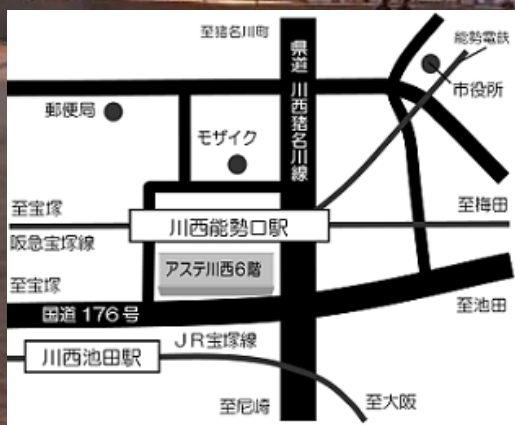 至猪名川町
能勢電鉄
県道 川西猪名川線
市役所
郵便局
モザイク
至宝塚
至梅田
川西能勢口駅
阪急宝塚線
アステ川西6階
至宝塚
至池田
国道176号
JR宝塚線
川西池田駅
至尼崎
至大阪